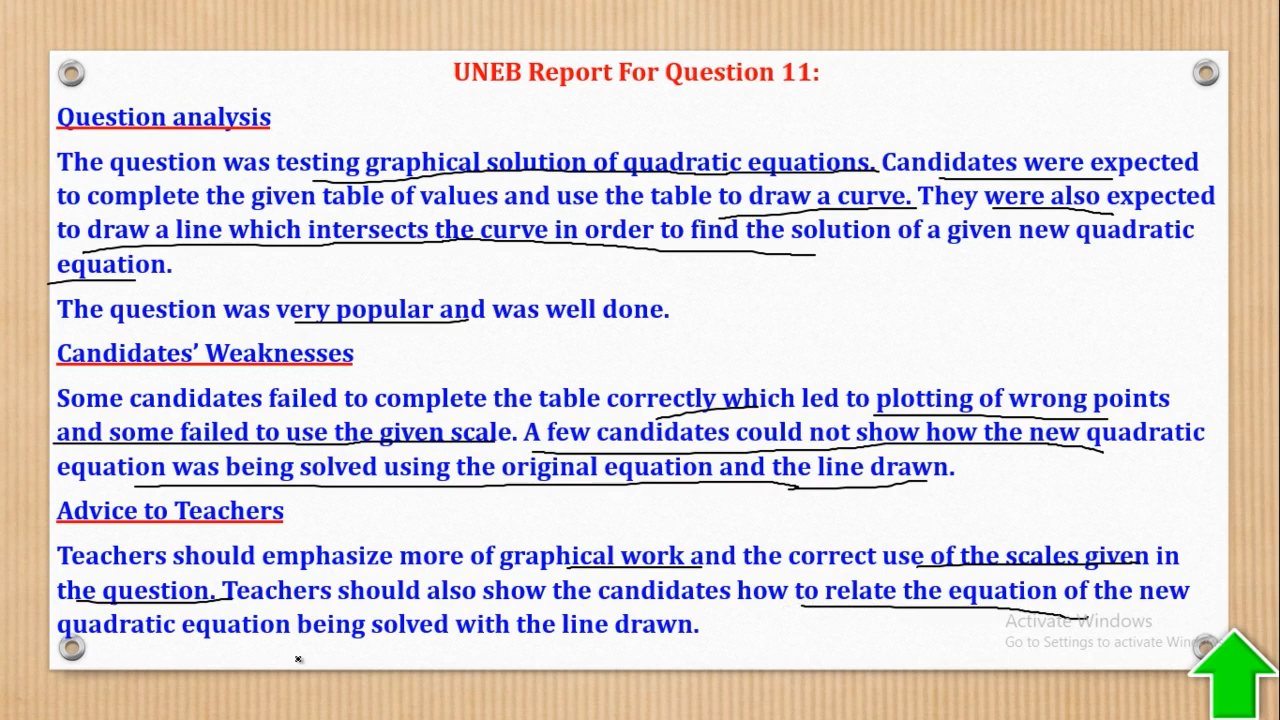 UNEB Report For Question 11:
Question analysis
The question was testing graphical solution of quadratic equations. Candidates were expected
to complete the given table of values and use the table to draw a curve. They were also expected
to draw a line which intersects the curve in order to find the solution of a given new quadratic
equation.
The question was very popular and was well done.
Candidates’ Weaknesses
Some candidates failed to complete the table correctly which led to plotting of wrong points
and some failed to use the given scale. A few candidates could not show how the new quadratic
equation was being solved using the original equation and the line drawn.
Advice to Teachers
Teachers should emphasize more of graphical work and the correct use of the scales given in
the question. Teachers should also show the candidates how to relate the equation of the new
quadratic equation being solved with the line drawn.
Activate Windows
Go to Settings to activate Windows.